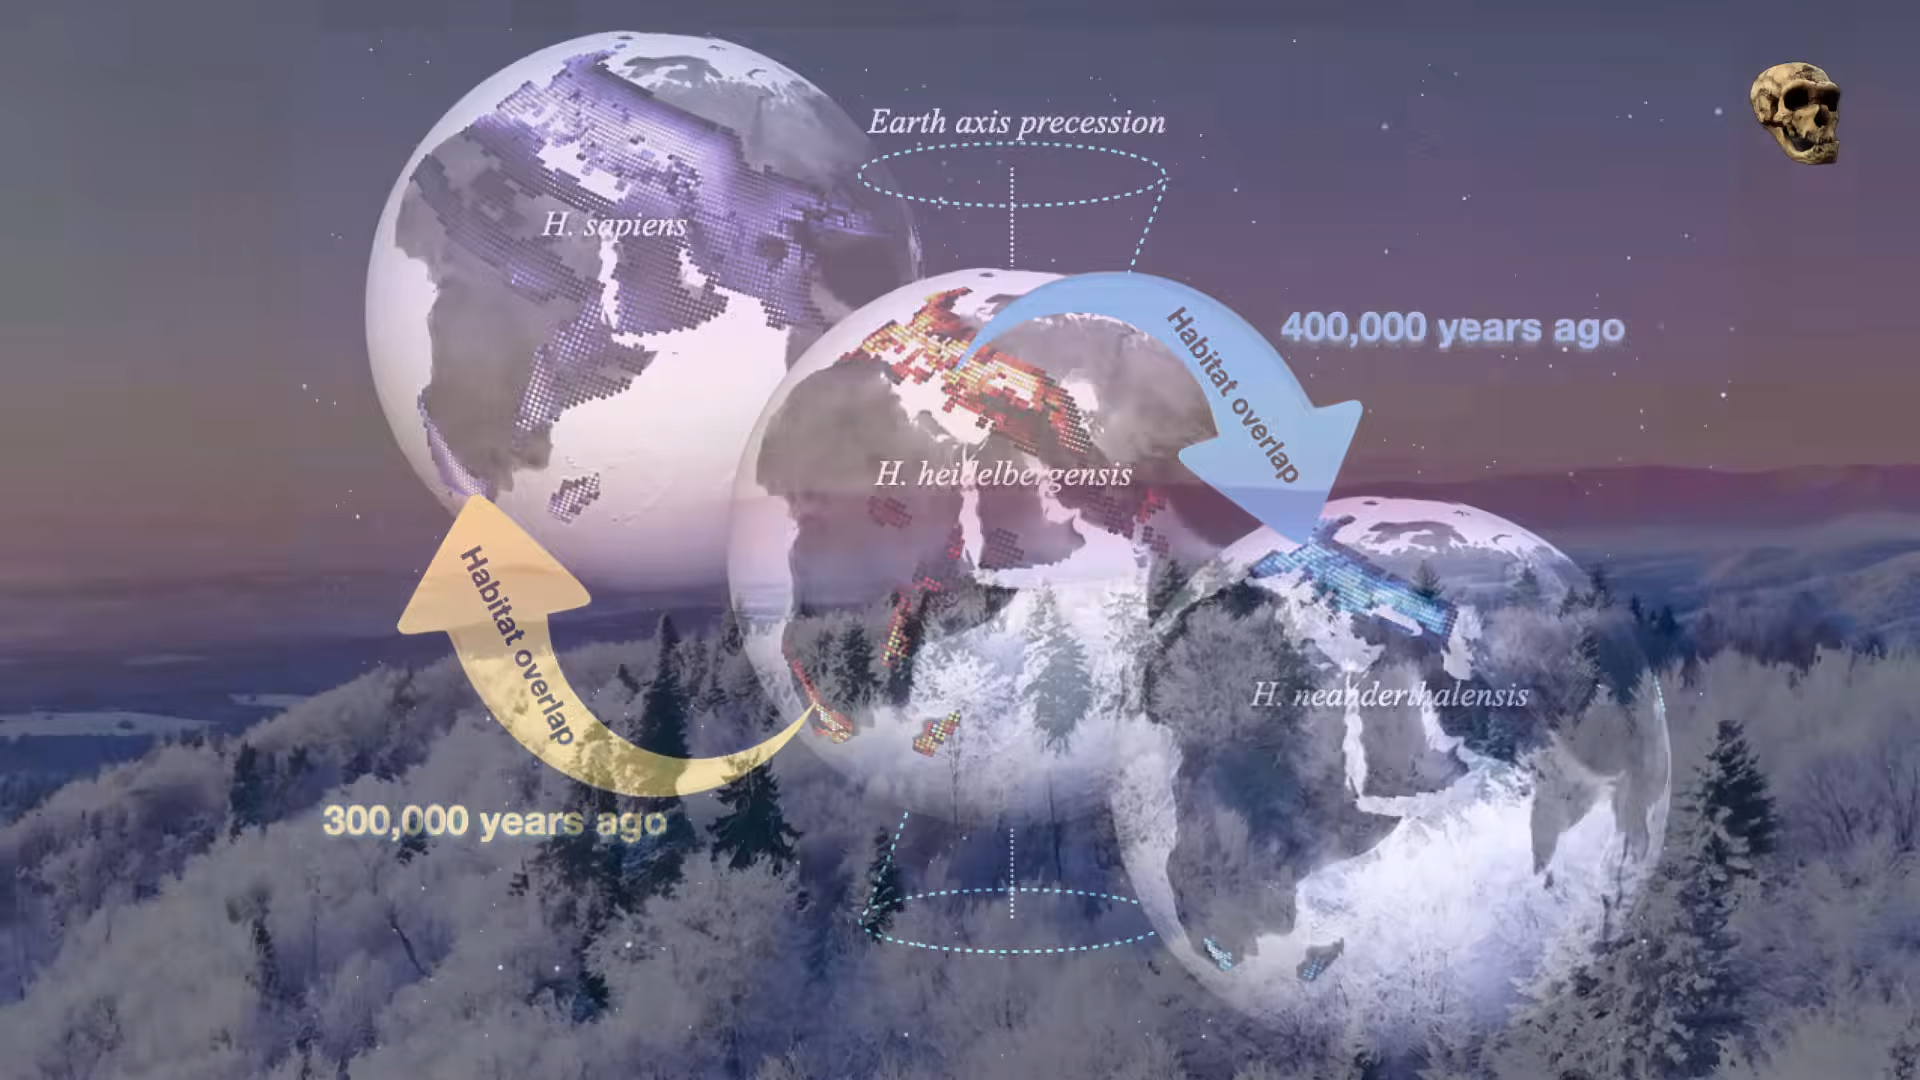 Earth axis precession
H. sapiens
400,000 years ago
Habitat overlap
H. heidelbergensis
Habitat overlap
H. neanderthalensis
300,000 years ago